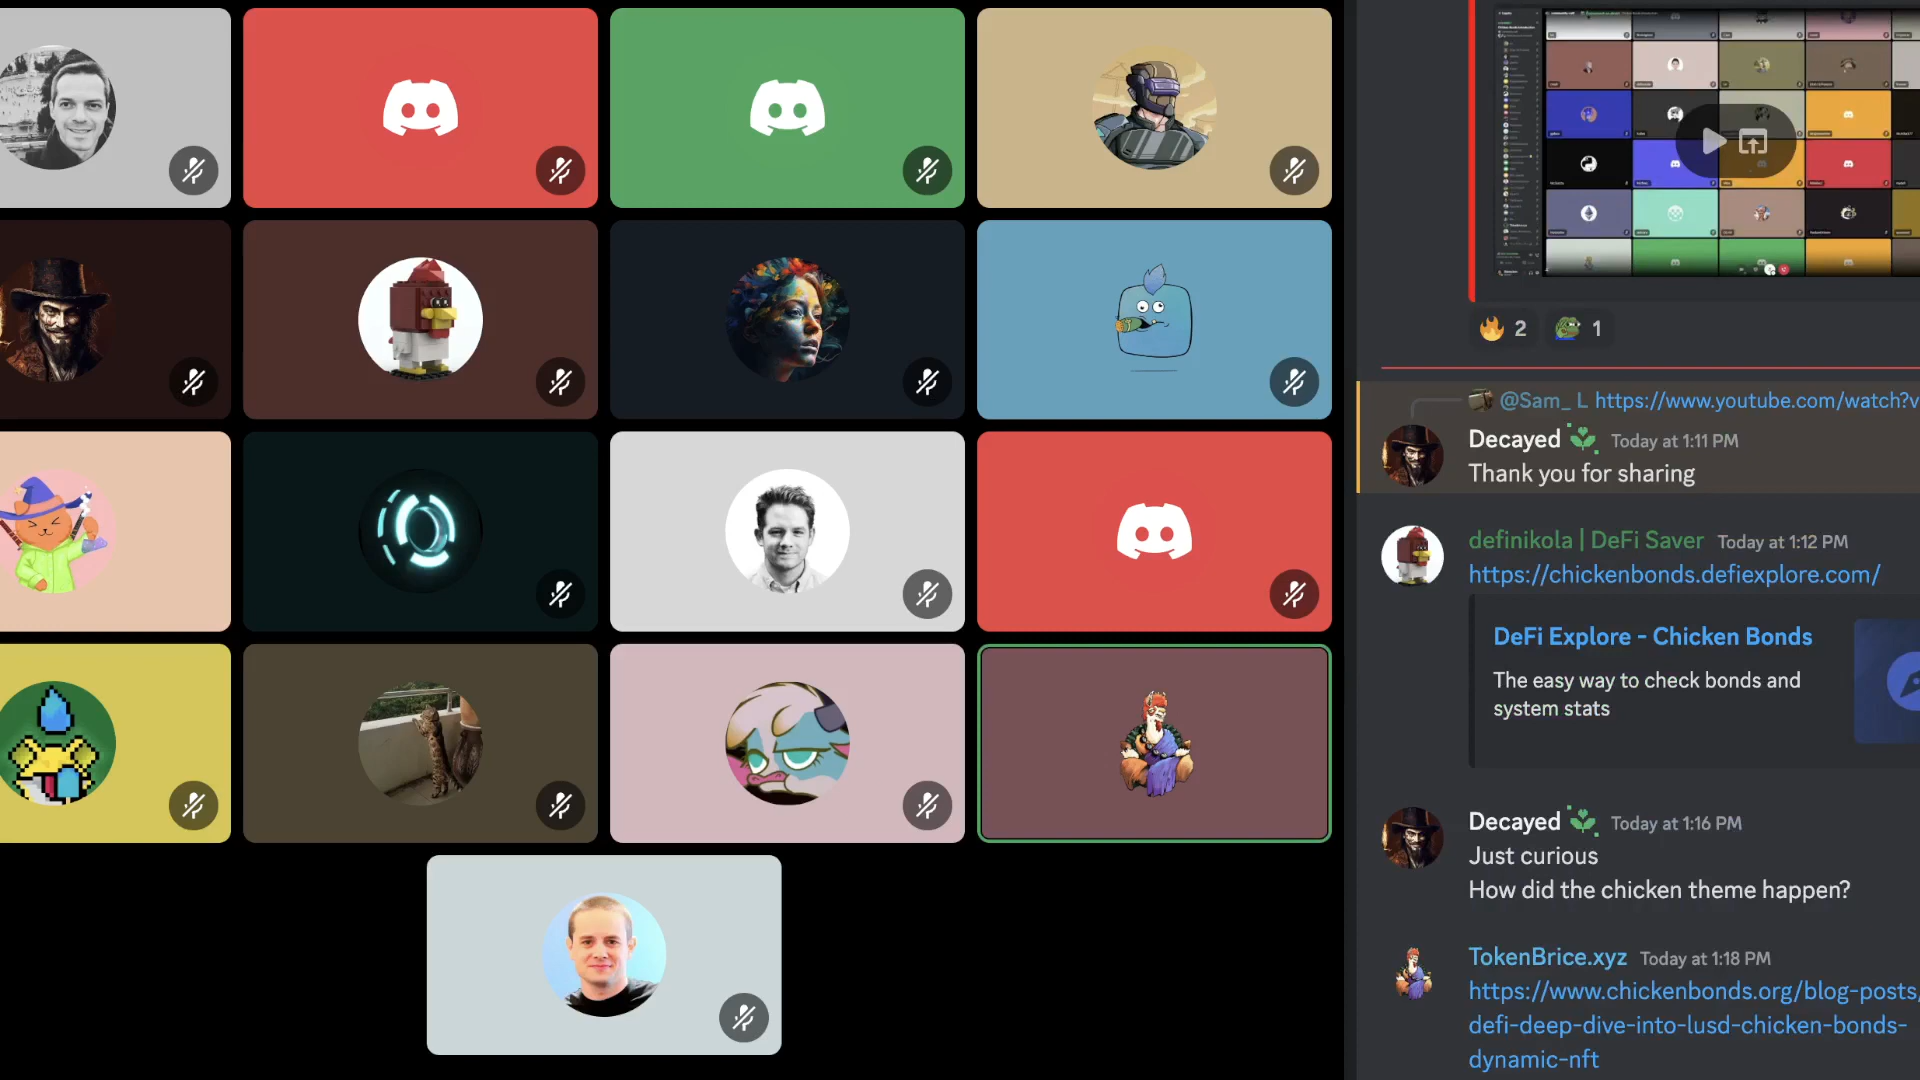 2
1
@Sam_ L https://www.youtube.com/watch?v
Decayed Today at 1:11 PM
Thank you for sharing
definikola | DeFi Saver Today at 1:12 PM
https://chickenbonds.defiexplore.com/
DeFi Explore - Chicken Bonds
The easy way to check bonds and
system stats
Decayed Today at 1:16 PM
Just curious
How did the chicken theme happen?
TokenBrice.xyz Today at 1:18 PM
https://www.chickenbonds.org/blog-posts/
defi-deep-dive-into-lusd-chicken-bonds-
dynamic-nft